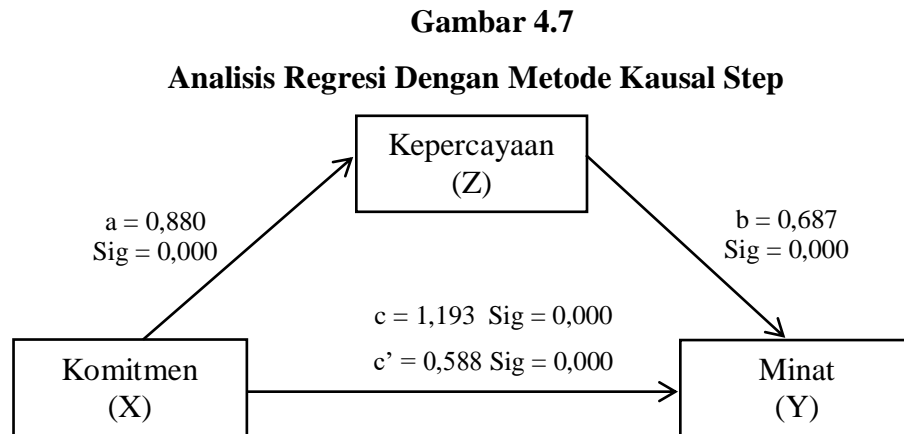 Gambar 4.7
Analisis Regresi Dengan Metode Kausal Step
Kepercayaan
(Z)
a = 0,880
Sig = 0,000
b = 0,687
Sig = 0,000
c = 1,193 Sig = 0,000
c’ = 0,588 Sig = 0,000
Komitmen
(X)
Minat
(Y)